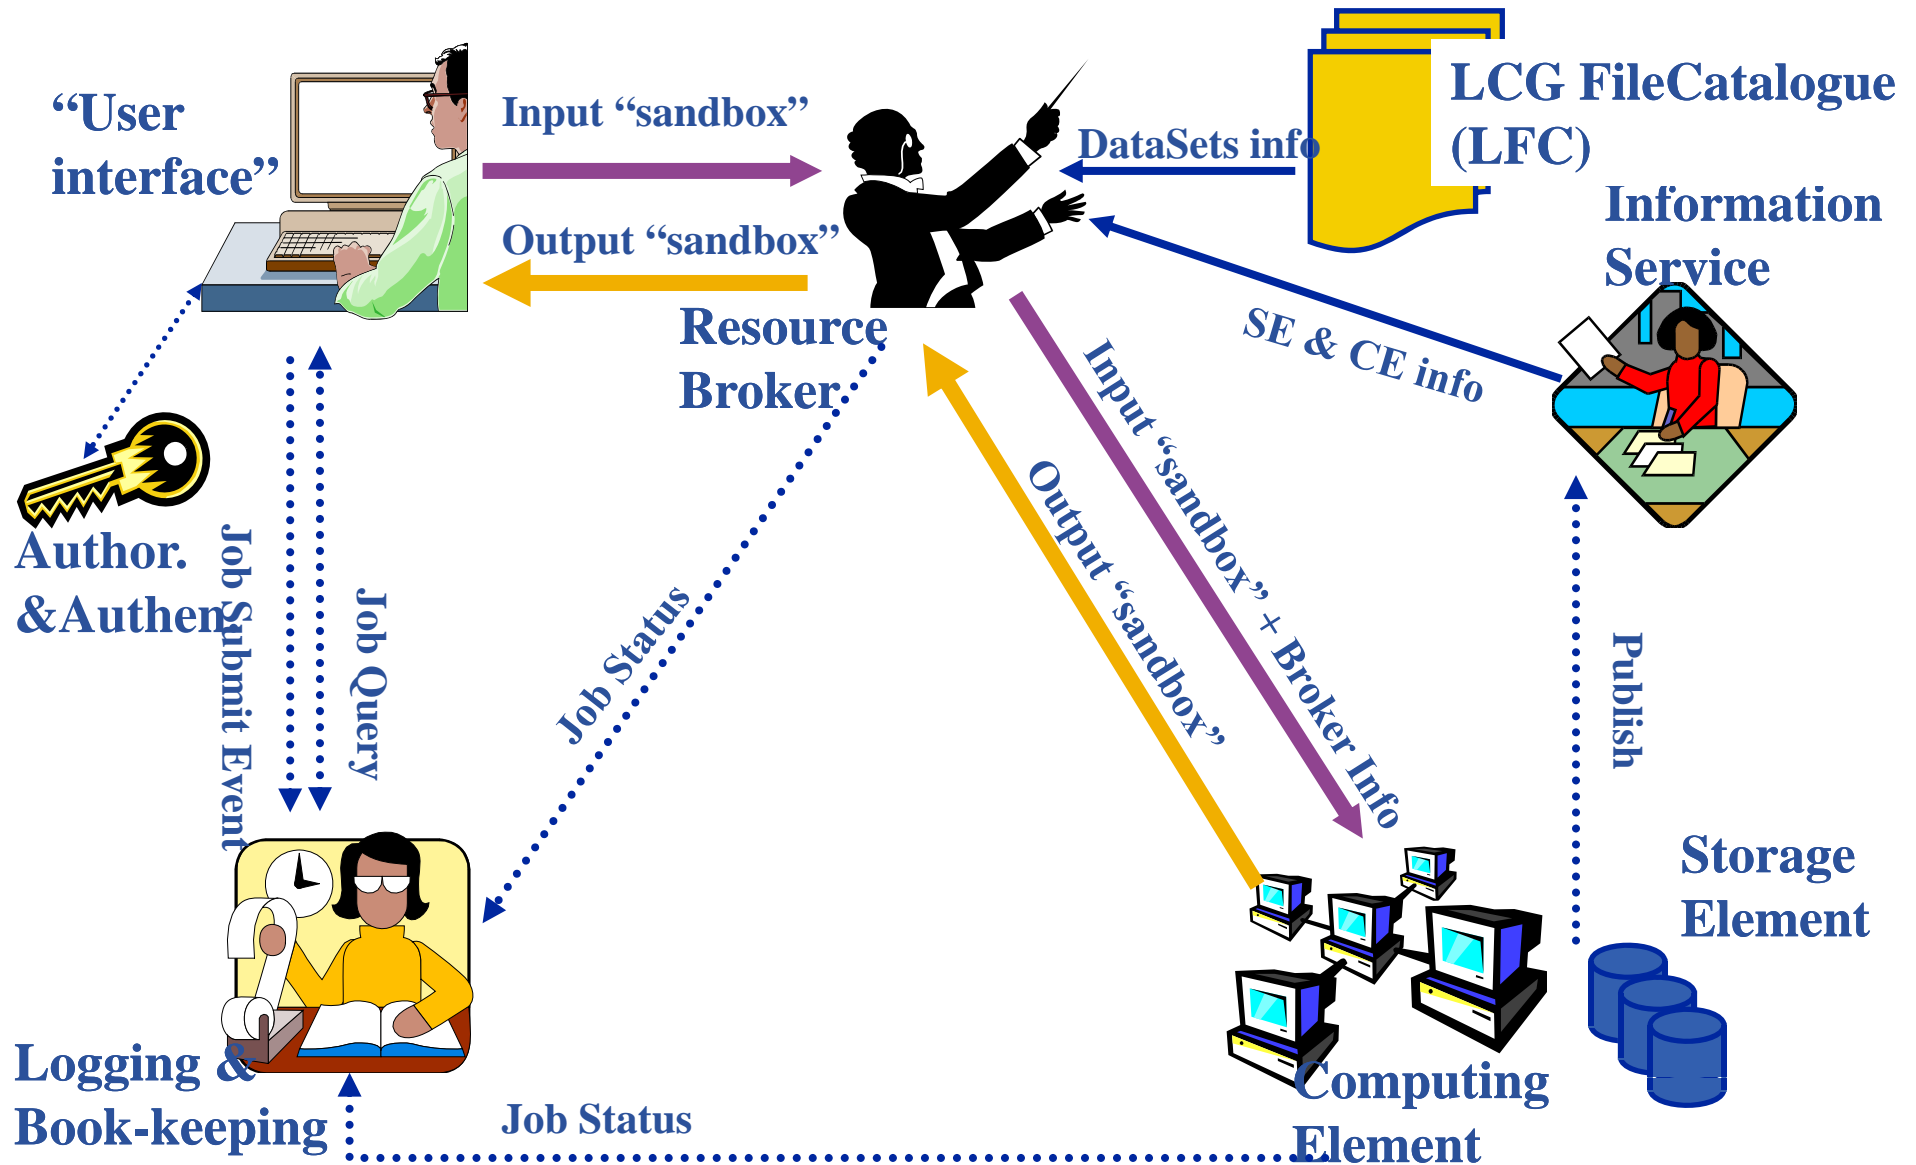 “User
interface”
Input “sandbox”
Output “sandbox”
DataSets info
LCG FileCatalogue
(LFC)
Information
Service
Resource
Broker
SE & CE info
Input “sandbox” + Broker Info
Output “sandbox”
Author.
&Authen.
Job Submit Event
Job Query
Job Status
Publish
Storage
Element
Logging &
Book-keeping
Job Status
Computing
Element